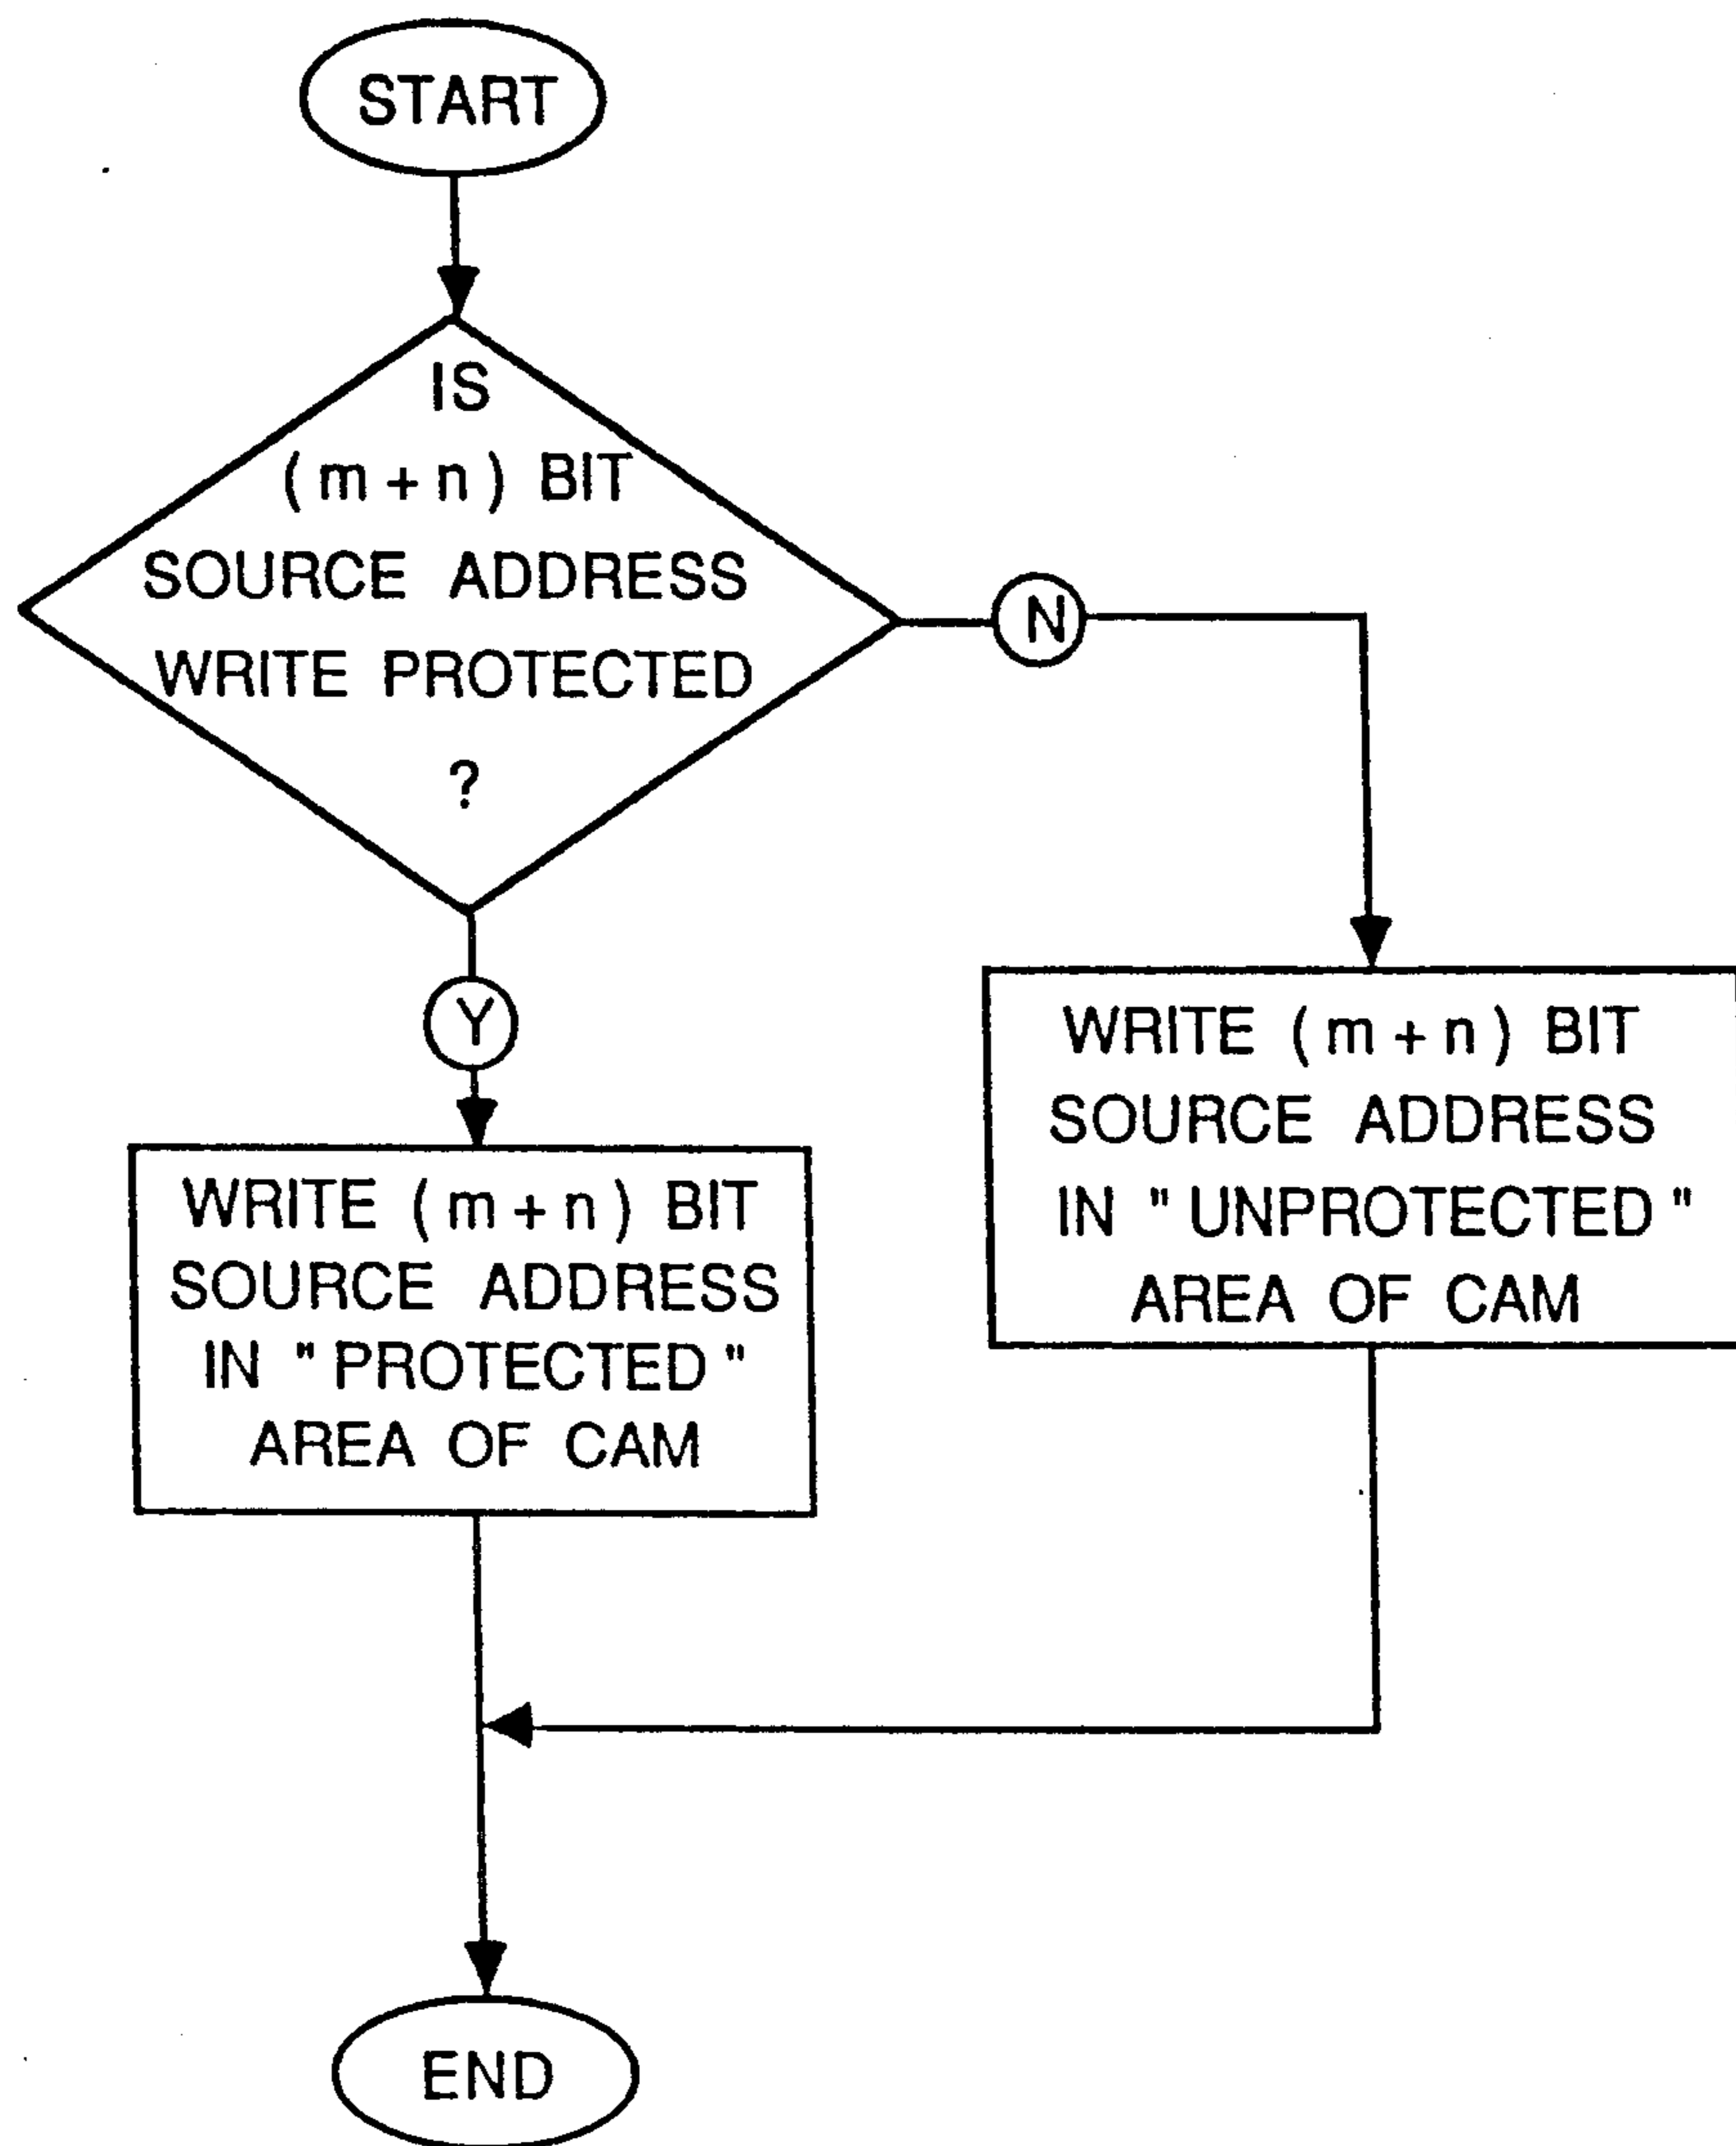 START
IS
( m + n ) BIT
SOURCE ADDRESS
WRITE PROTECTED
?
N
Y
WRITE ( m + n ) BIT
SOURCE ADDRESS
IN " UNPROTECTED "
AREA OF CAM
WRITE ( m + n ) BIT
SOURCE ADDRESS
IN " PROTECTED "
AREA OF CAM
END